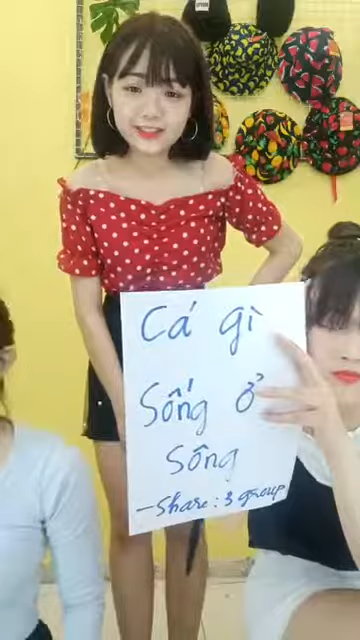 Cá gì
Sống ở
sông
- Share: 3 group